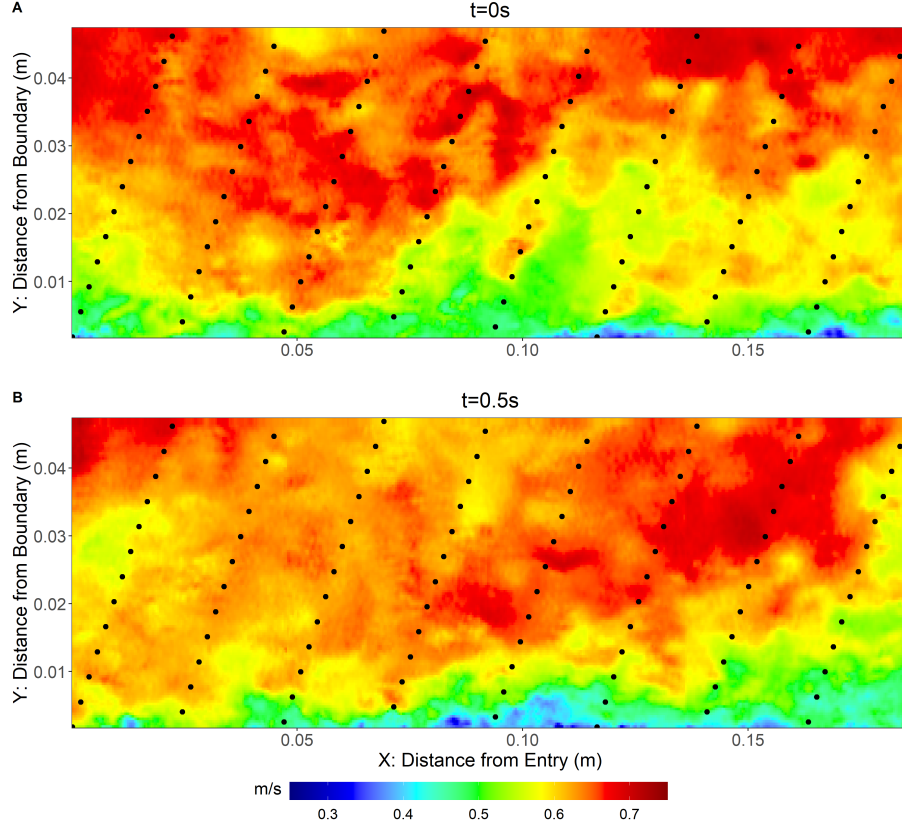 A
t=0s
Y: Distance from Boundary (m)
0.04
0.03
0.02
0.01
0.05
0.10
0.15
B
t=0.5s
Y: Distance from Boundary (m)
0.04
0.03
0.02
0.01
0.05
0.10
0.15
X: Distance from Entry (m)
m/s
0.3
0.4
0.5
0.6
0.7